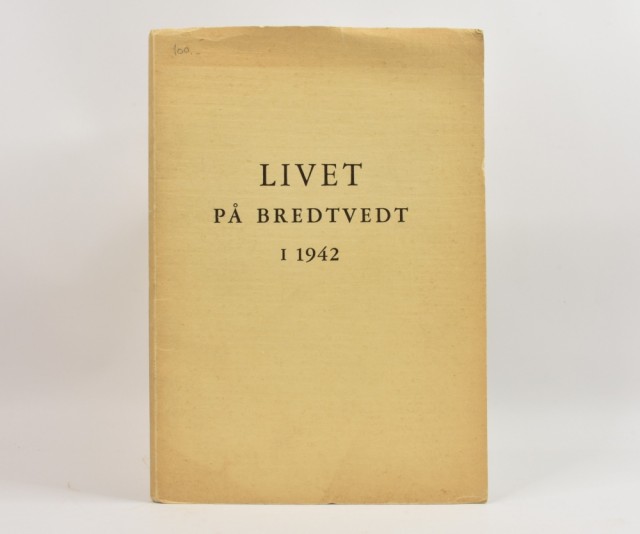 100.-
LIVET
PÅ BREDTVEDT
I 1942